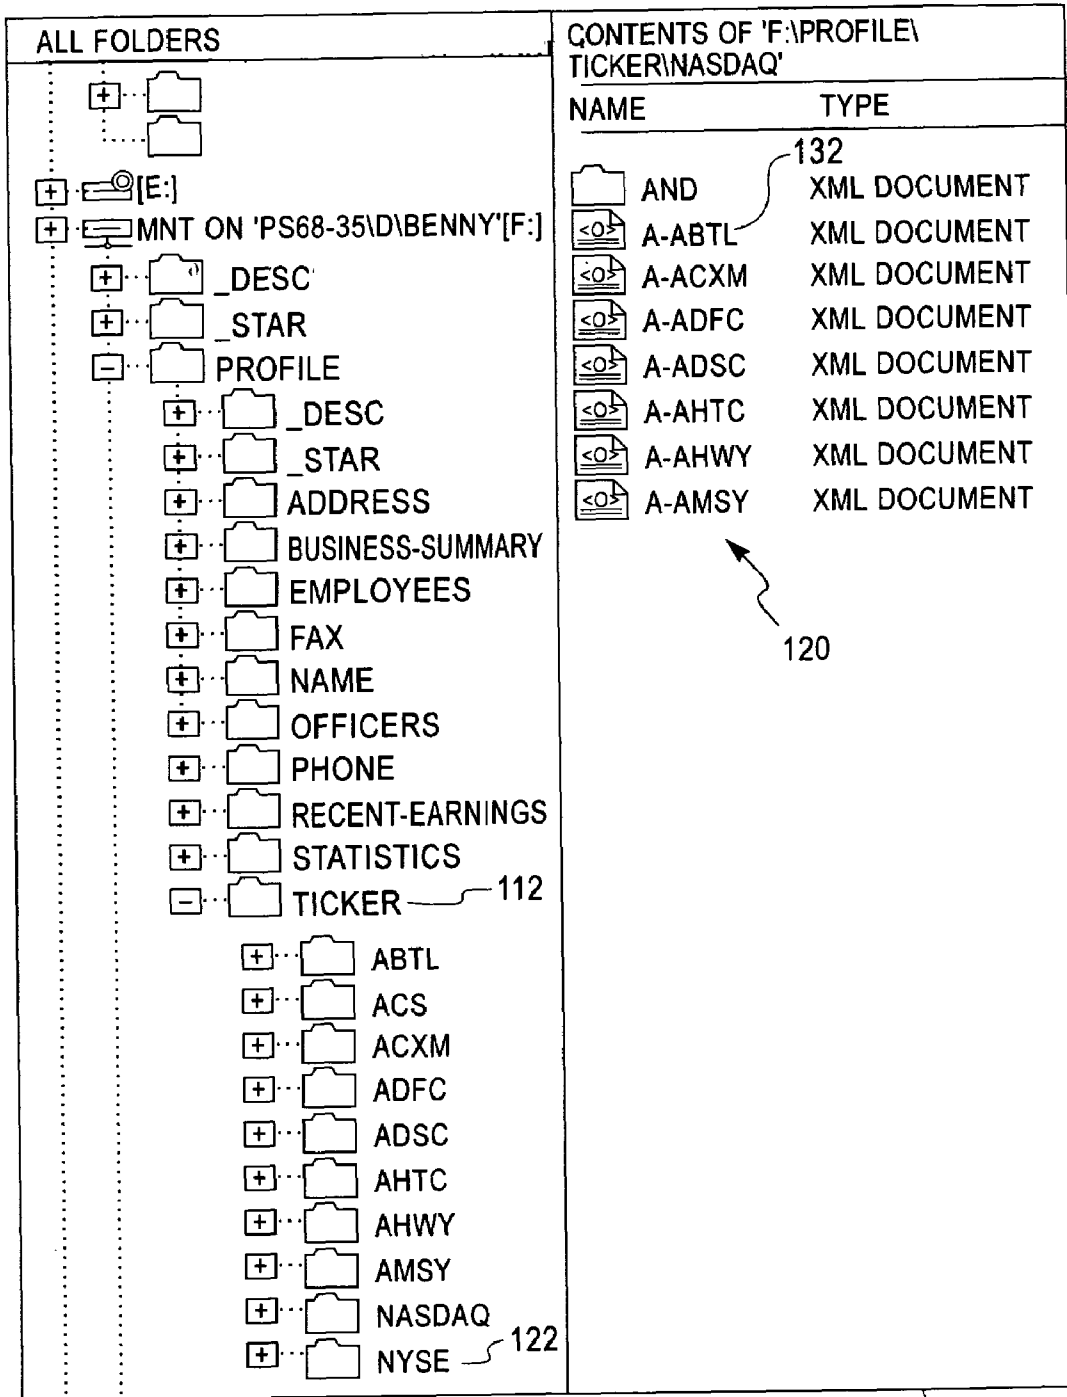 ALL FOLDERS
[E:]
MNT ON 'PS68-35\D\BENNY'[F:]
_DESC
_STAR
PROFILE
_DESC
_STAR
ADDRESS
BUSINESS-SUMMARY
EMPLOYEES
FAX
NAME
OFFICERS
PHONE
RECENT-EARNINGS
STATISTICS
TICKER 112
ABTL
ACS
ACXM
ADFC
ADSC
AHTC
AHWY
AMSY
NASDAQ
NYSE 122
CONTENTS OF 'F:\PROFILE\
TICKER\NASDAQ'
NAME TYPE
132
AND XML DOCUMENT
<O> A-ABTL XML DOCUMENT
<O> A-ACXM XML DOCUMENT
<O> A-ADFC XML DOCUMENT
<O> A-ADSC XML DOCUMENT
<O> A-AHTC XML DOCUMENT
<O> A-AHWY XML DOCUMENT
<O> A-AMSY XML DOCUMENT
120